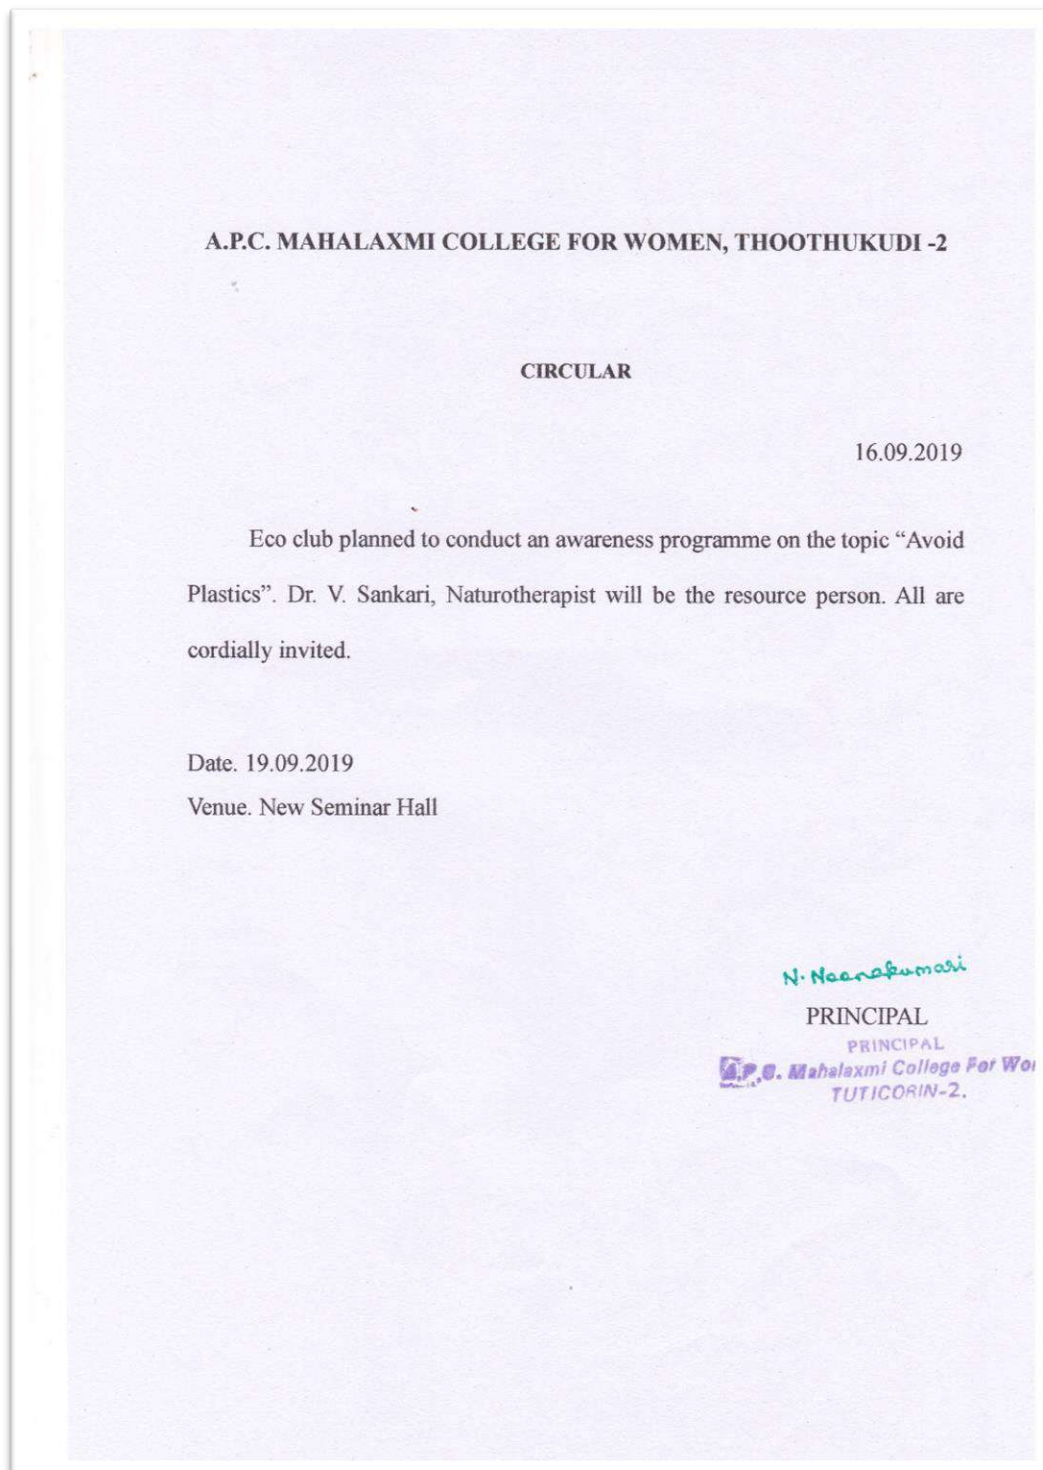 A.P.C. MAHALAXMI COLLEGE FOR WOMEN, THOOTHUKUDI -2
CIRCULAR
16.09.2019
Eco club planned to conduct an awareness programme on the topic “Avoid
Plastics”. Dr. V. Sankari, Naturotherapist will be the resource person. All are
cordially invited.
Date. 19.09.2019
Venue. New Seminar Hall
N.
PRINCIPAL
PRINCIPAL
A.P.C. Mahalaxmi College For Wo
TUTICORIN-2.